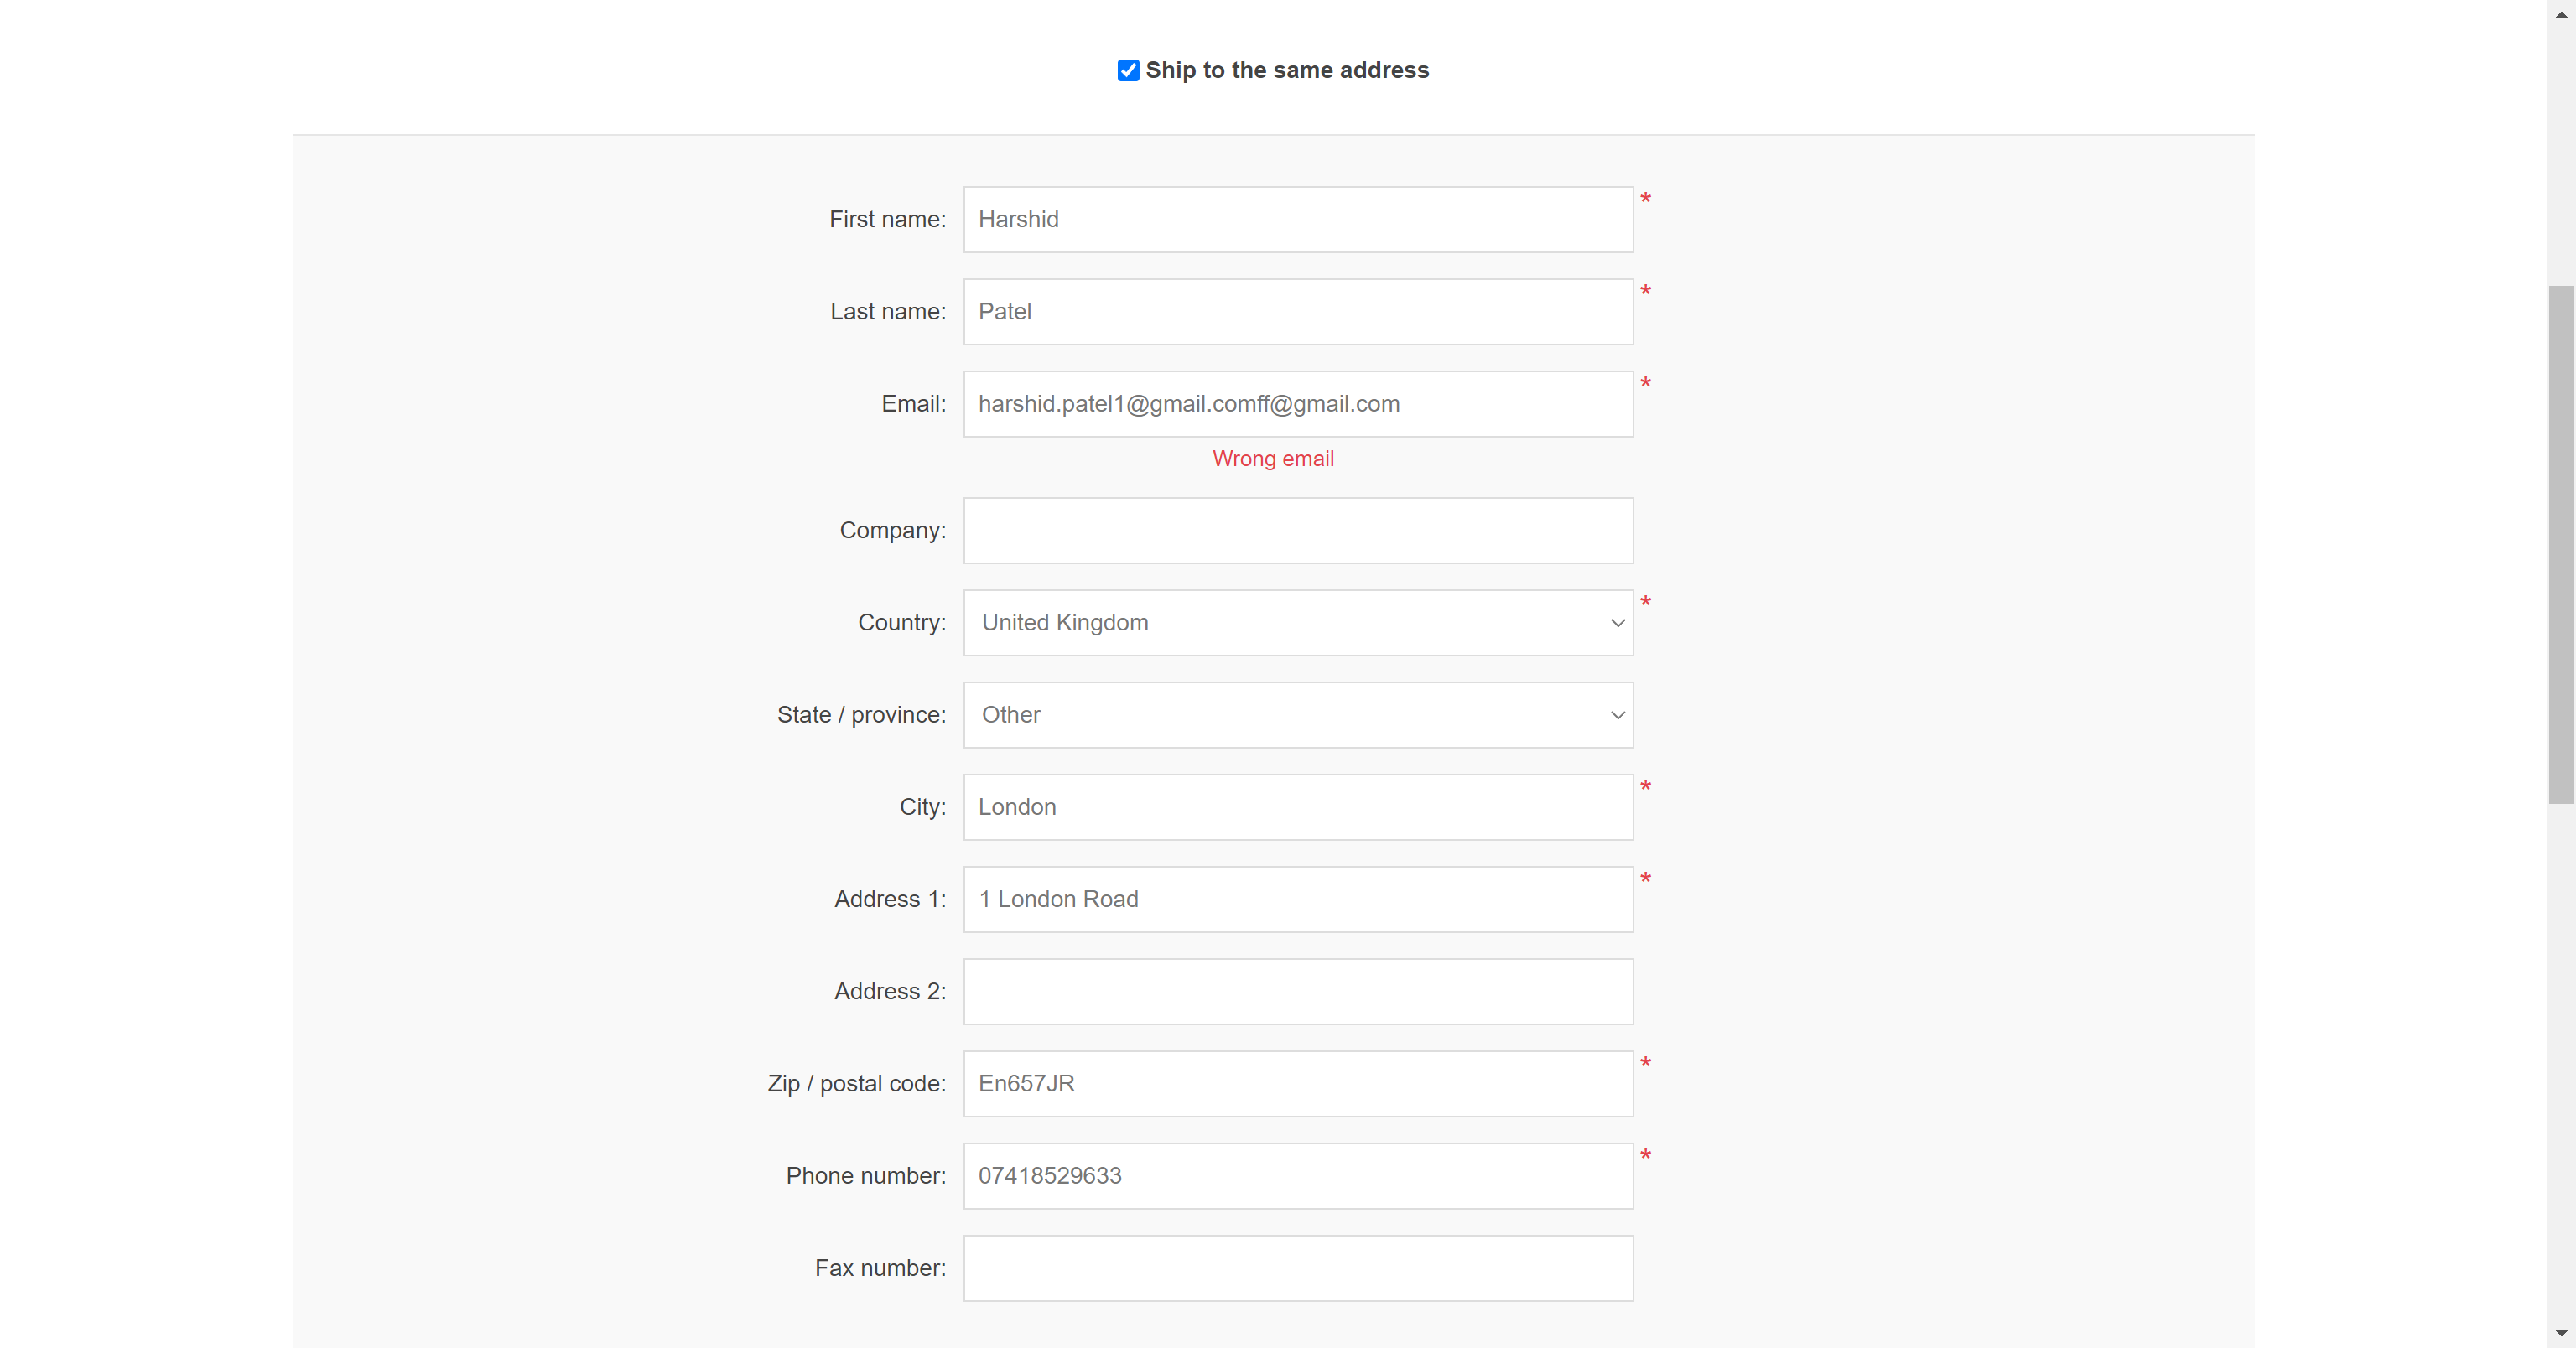 Ship to the same address
First name: Harshid *
Last name: Patel *
Email: harshid.patel1@gmail.comff@gmail.com *
Wrong email
Company:
Country: United Kingdom *
State / province: Other
City: London *
Address 1: 1 London Road *
Address 2:
Zip / postal code: En657JR *
Phone number: 07418529633 *
Fax number: